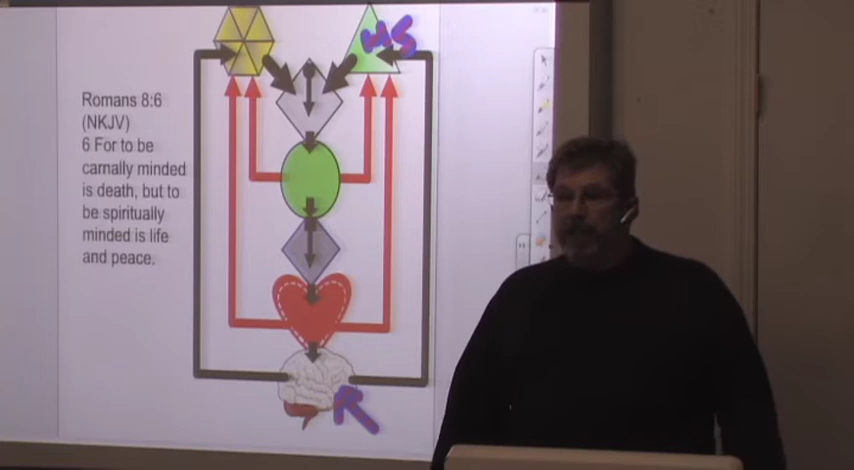 Romans 8:6
(NKJV)
6 For to be
carnally minded
is death, but to
be spiritually
minded is life
and peace.
HS